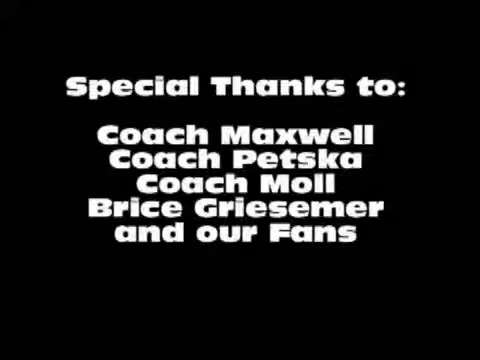 Special Thanks to:
Coach Maxwell
Coach Petska
Coach Moll
Brice Griesemer
and our Fans